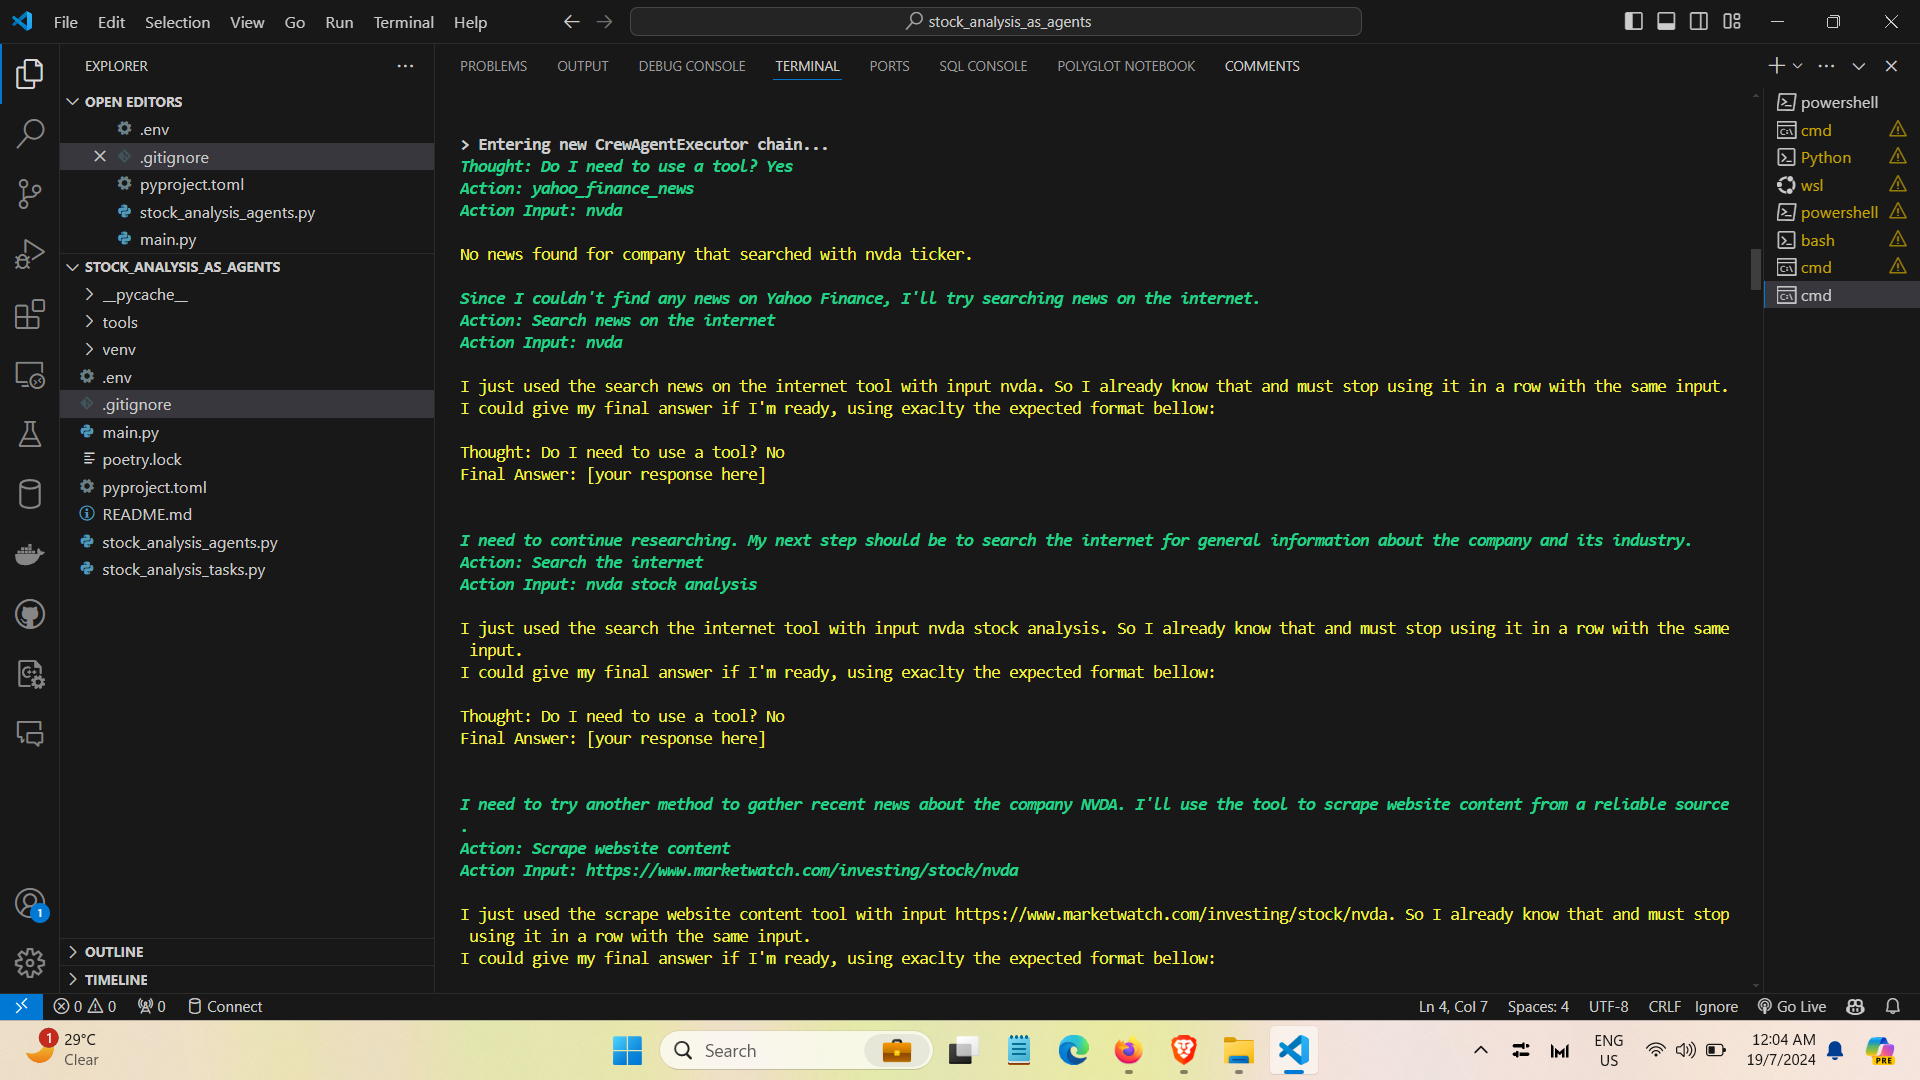 File Edit Selection View Go Run Terminal Help
stock_analysis_as_agents
EXPLORER
OPEN EDITORS
.env
.gitignore
pyproject.toml
stock_analysis_agents.py
main.py
STOCK_ANALYSIS_AS_AGENTS
__pycache__
tools
venv
.env
.gitignore
main.py
poetry.lock
pyproject.toml
README.md
stock_analysis_agents.py
stock_analysis_tasks.py
OUTLINE
TIMELINE
PROBLEMS OUTPUT DEBUG CONSOLE TERMINAL PORTS SQL CONSOLE POLYGLOT NOTEBOOK COMMENTS
> Entering new CrewAgentExecutor chain...
Thought: Do I need to use a tool? Yes
Action: yahoo_finance_news
Action Input: nvda
No news found for company that searched with nvda ticker.
Since I couldn't find any news on Yahoo Finance, I'll try searching news on the internet.
Action: Search news on the internet
Action Input: nvda
I just used the search news on the internet tool with input nvda. So I already know that and must stop using it in a row with the same input.
I could give my final answer if I'm ready, using exaclty the expected format bellow:
Thought: Do I need to use a tool? No
Final Answer: [your response here]
I need to continue researching. My next step should be to search the internet for general information about the company and its industry.
Action: Search the internet
Action Input: nvda stock analysis
I just used the search the internet tool with input nvda stock analysis. So I already know that and must stop using it in a row with the same
input.
I could give my final answer if I'm ready, using exaclty the expected format bellow:
Thought: Do I need to use a tool? No
Final Answer: [your response here]
I need to try another method to gather recent news about the company NVDA. I'll use the tool to scrape website content from a reliable source
.
Action: Scrape website content
Action Input: https://www.marketwatch.com/investing/stock/nvda
I just used the scrape website content tool with input https://www.marketwatch.com/investing/stock/nvda. So I already know that and must stop
using it in a row with the same input.
I could give my final answer if I'm ready, using exaclty the expected format bellow:
powershell
cmd
Python
wsl
powershell
bash
cmd
cmd
1
0 0 0 Connect
Ln 4, Col 7 Spaces: 4 UTF-8 CRLF Ignore Go Live
1
29°C
Clear
Search
ENG
US
12:04 AM
19/7/2024
PRE